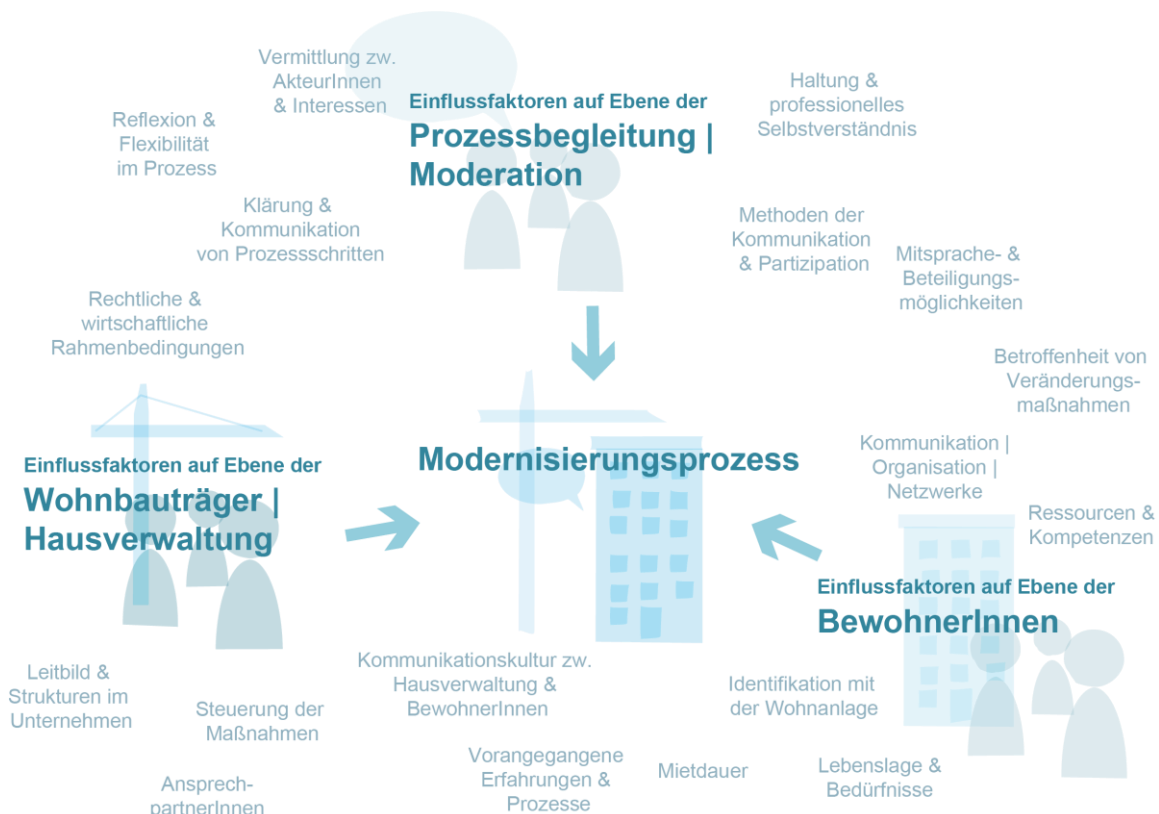 Vermittlung zw.
AkteurInnen
& Interessen
Einflussfaktoren auf Ebene der
Prozessbegleitung |
Moderation
Haltung &
professionelles
Selbstverständnis
Reflexion &
Flexibilität
im Prozess
Klärung &
Kommunikation
von Prozessschritten
Methoden der
Kommunikation
& Partizipation
Mitsprache- &
Beteiligungs-
möglichkeiten
Rechtliche &
wirtschaftliche
Rahmenbedingungen
Betroffenheit von
Veränderungs-
maßnahmen
Einflussfaktoren auf Ebene der
Wohnbauträger |
Hausverwaltung
Modernisierungsprozess
Kommunikation |
Organisation |
Netzwerke
Ressourcen &
Kompetenzen
Einflussfaktoren auf Ebene der
BewohnerInnen
Leitbild &
Strukturen im
Unternehmen
Steuerung der
Maßnahmen
Ansprech-
partnerInnen
Kommunikationskultur zw.
Hausverwaltung &
BewohnerInnen
Vorangegangene
Erfahrungen &
Prozesse
Mietdauer
Identifikation mit
der Wohnanlage
Lebenslage &
Bedürfnisse